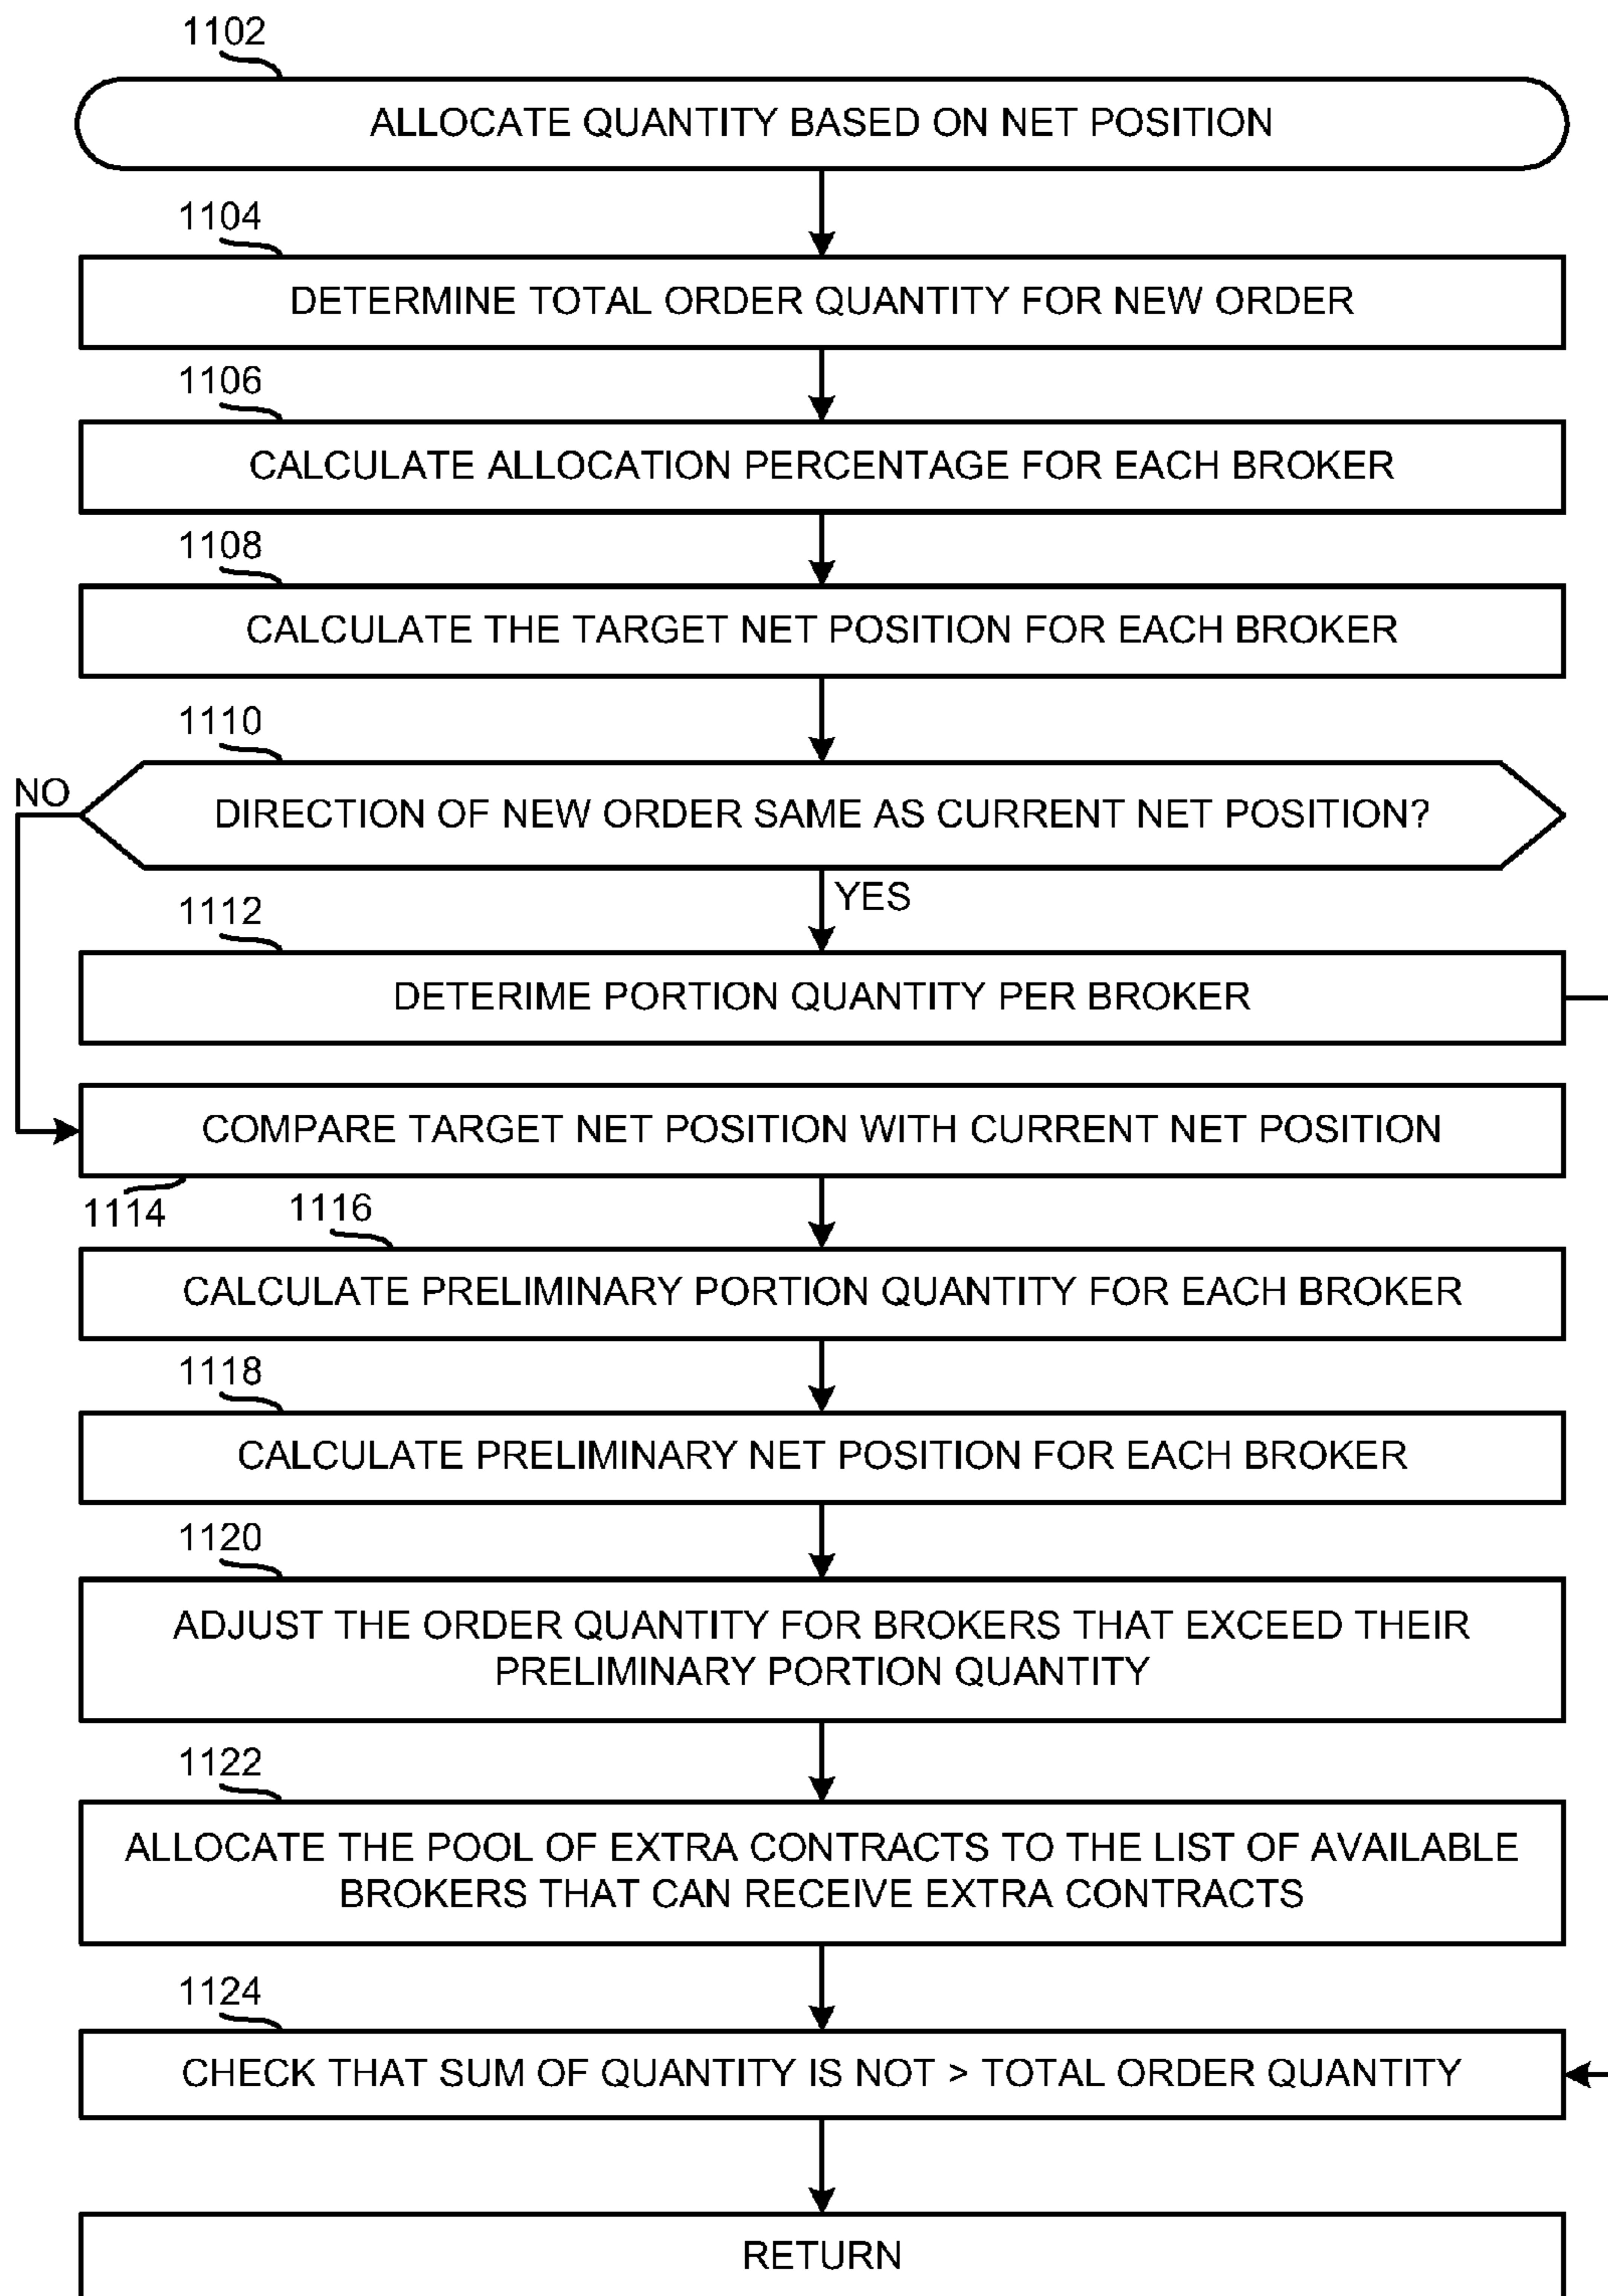 1102
ALLOCATE QUANTITY BASED ON NET POSITION
1104
DETERMINE TOTAL ORDER QUANTITY FOR NEW ORDER
1106
CALCULATE ALLOCATION PERCENTAGE FOR EACH BROKER
1108
CALCULATE THE TARGET NET POSITION FOR EACH BROKER
1110
NO
DIRECTION OF NEW ORDER SAME AS CURRENT NET POSITION?
YES
1112
DETERIME PORTION QUANTITY PER BROKER
COMPARE TARGET NET POSITION WITH CURRENT NET POSITION
1114
1116
CALCULATE PRELIMINARY PORTION QUANTITY FOR EACH BROKER
1118
CALCULATE PRELIMINARY NET POSITION FOR EACH BROKER
1120
ADJUST THE ORDER QUANTITY FOR BROKERS THAT EXCEED THEIR
PRELIMINARY PORTION QUANTITY
1122
ALLOCATE THE POOL OF EXTRA CONTRACTS TO THE LIST OF AVAILABLE
BROKERS THAT CAN RECEIVE EXTRA CONTRACTS
1124
CHECK THAT SUM OF QUANTITY IS NOT > TOTAL ORDER QUANTITY
RETURN